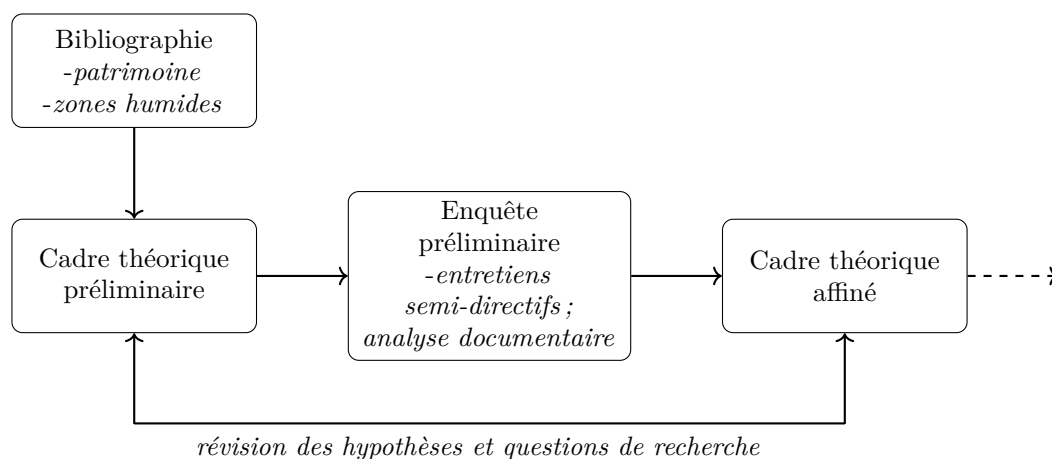 Bibliographie
-patrimoine
-zones humides
Cadre théorique
préliminaire
Enquête
préliminaire
-entretiens
semi-directifs ;
analyse documentaire
Cadre théorique
affiné
révision des hypothèses et questions de recherche